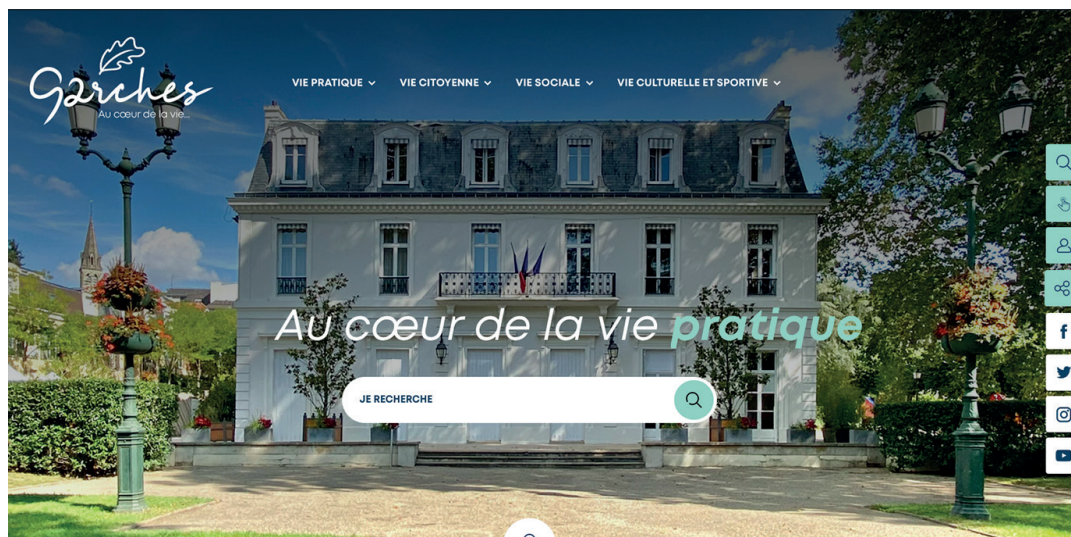 Garches
Au cœur de la vie...
VIE PRATIQUE
VIE CITOYENNE
VIE SOCIALE
VIE CULTURELLE ET SPORTIVE
Au cœur de la vie pratique
JE RECHERCHE